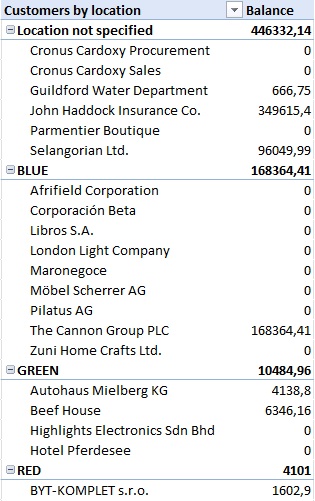 Customers by location Balance
Location not specified 446332,14
Cronus Cardoxy Procurement 0
Cronus Cardoxy Sales 0
Guildford Water Department 666,75
John Haddock Insurance Co. 349615,4
Parmentier Boutique 0
Selangorian Ltd. 96049,99
BLUE 168364,41
Afrifield Corporation 0
Corporación Beta 0
Libros S.A. 0
London Light Company 0
Maronegoce 0
Möbel Scherrer AG 0
Pilatus AG 0
The Cannon Group PLC 168364,41
Zuni Home Crafts Ltd. 0
GREEN 10484,96
Autohaus Mielberg KG 4138,8
Beef House 6346,16
Highlights Electronics Sdn Bhd 0
Hotel Pferdesee 0
RED 4101
BYT-KOMPLET s.r.o. 1602,9